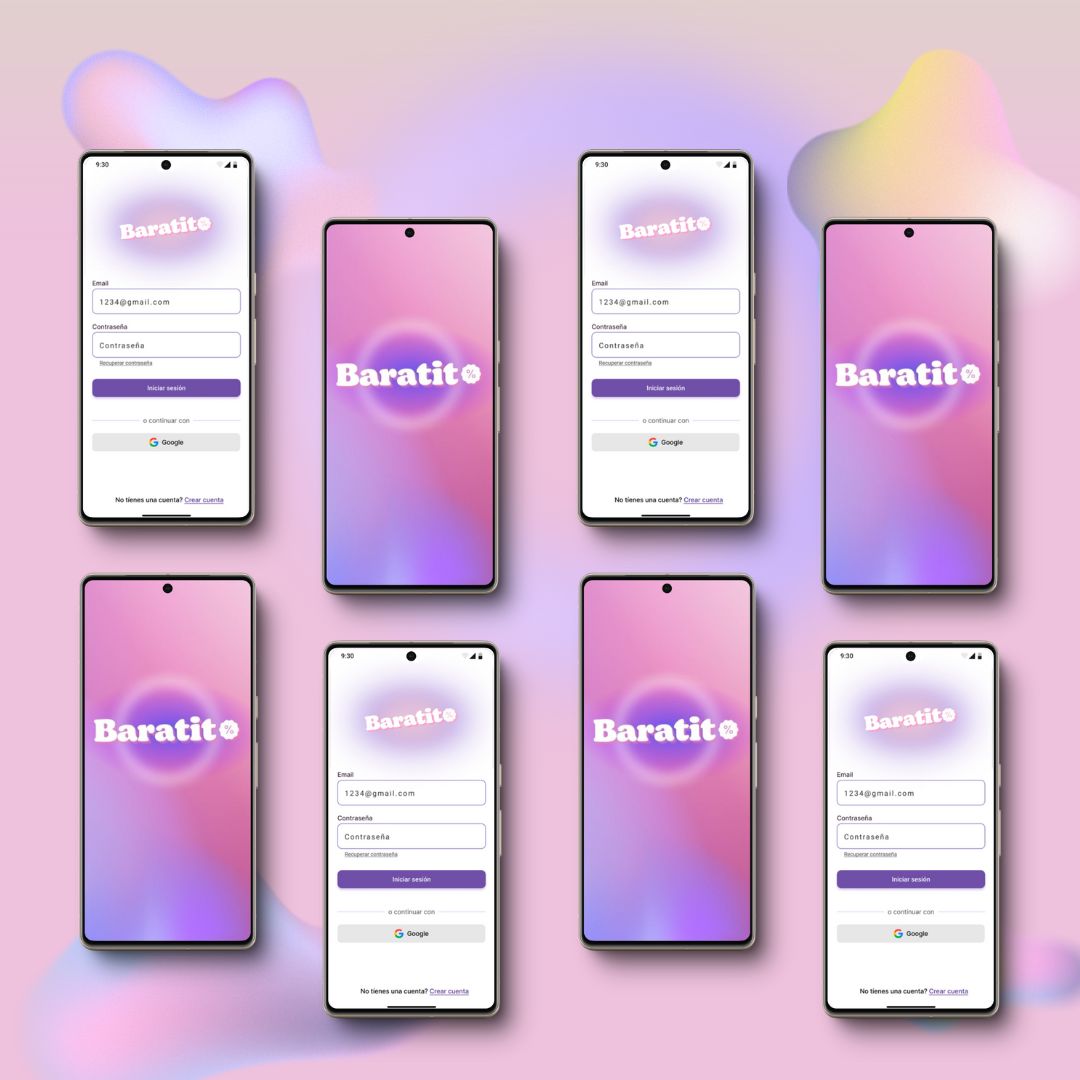 9:30
Baratito
Email
1234@gmail.com
Contraseña
Contraseña
Recuperar contraseña
Iniciar sesión
o continuar con
Google
No tienes una cuenta? Crear cuenta
Baratit%
9:30
Baratito
Email
1234@gmail.com
Contraseña
Contraseña
Recuperar contraseña
Iniciar sesión
o continuar con
Google
No tienes una cuenta? Crear cuenta
Baratit%
Baratit%
9:30
Baratito
Email
1234@gmail.com
Contraseña
Contraseña
Recuperar contraseña
Iniciar sesión
o continuar con
Google
No tienes una cuenta? Crear cuenta
Baratit%
9:30
Baratito
Email
1234@gmail.com
Contraseña
Contraseña
Recuperar contraseña
Iniciar sesión
o continuar con
Google
No tienes una cuenta? Crear cuenta